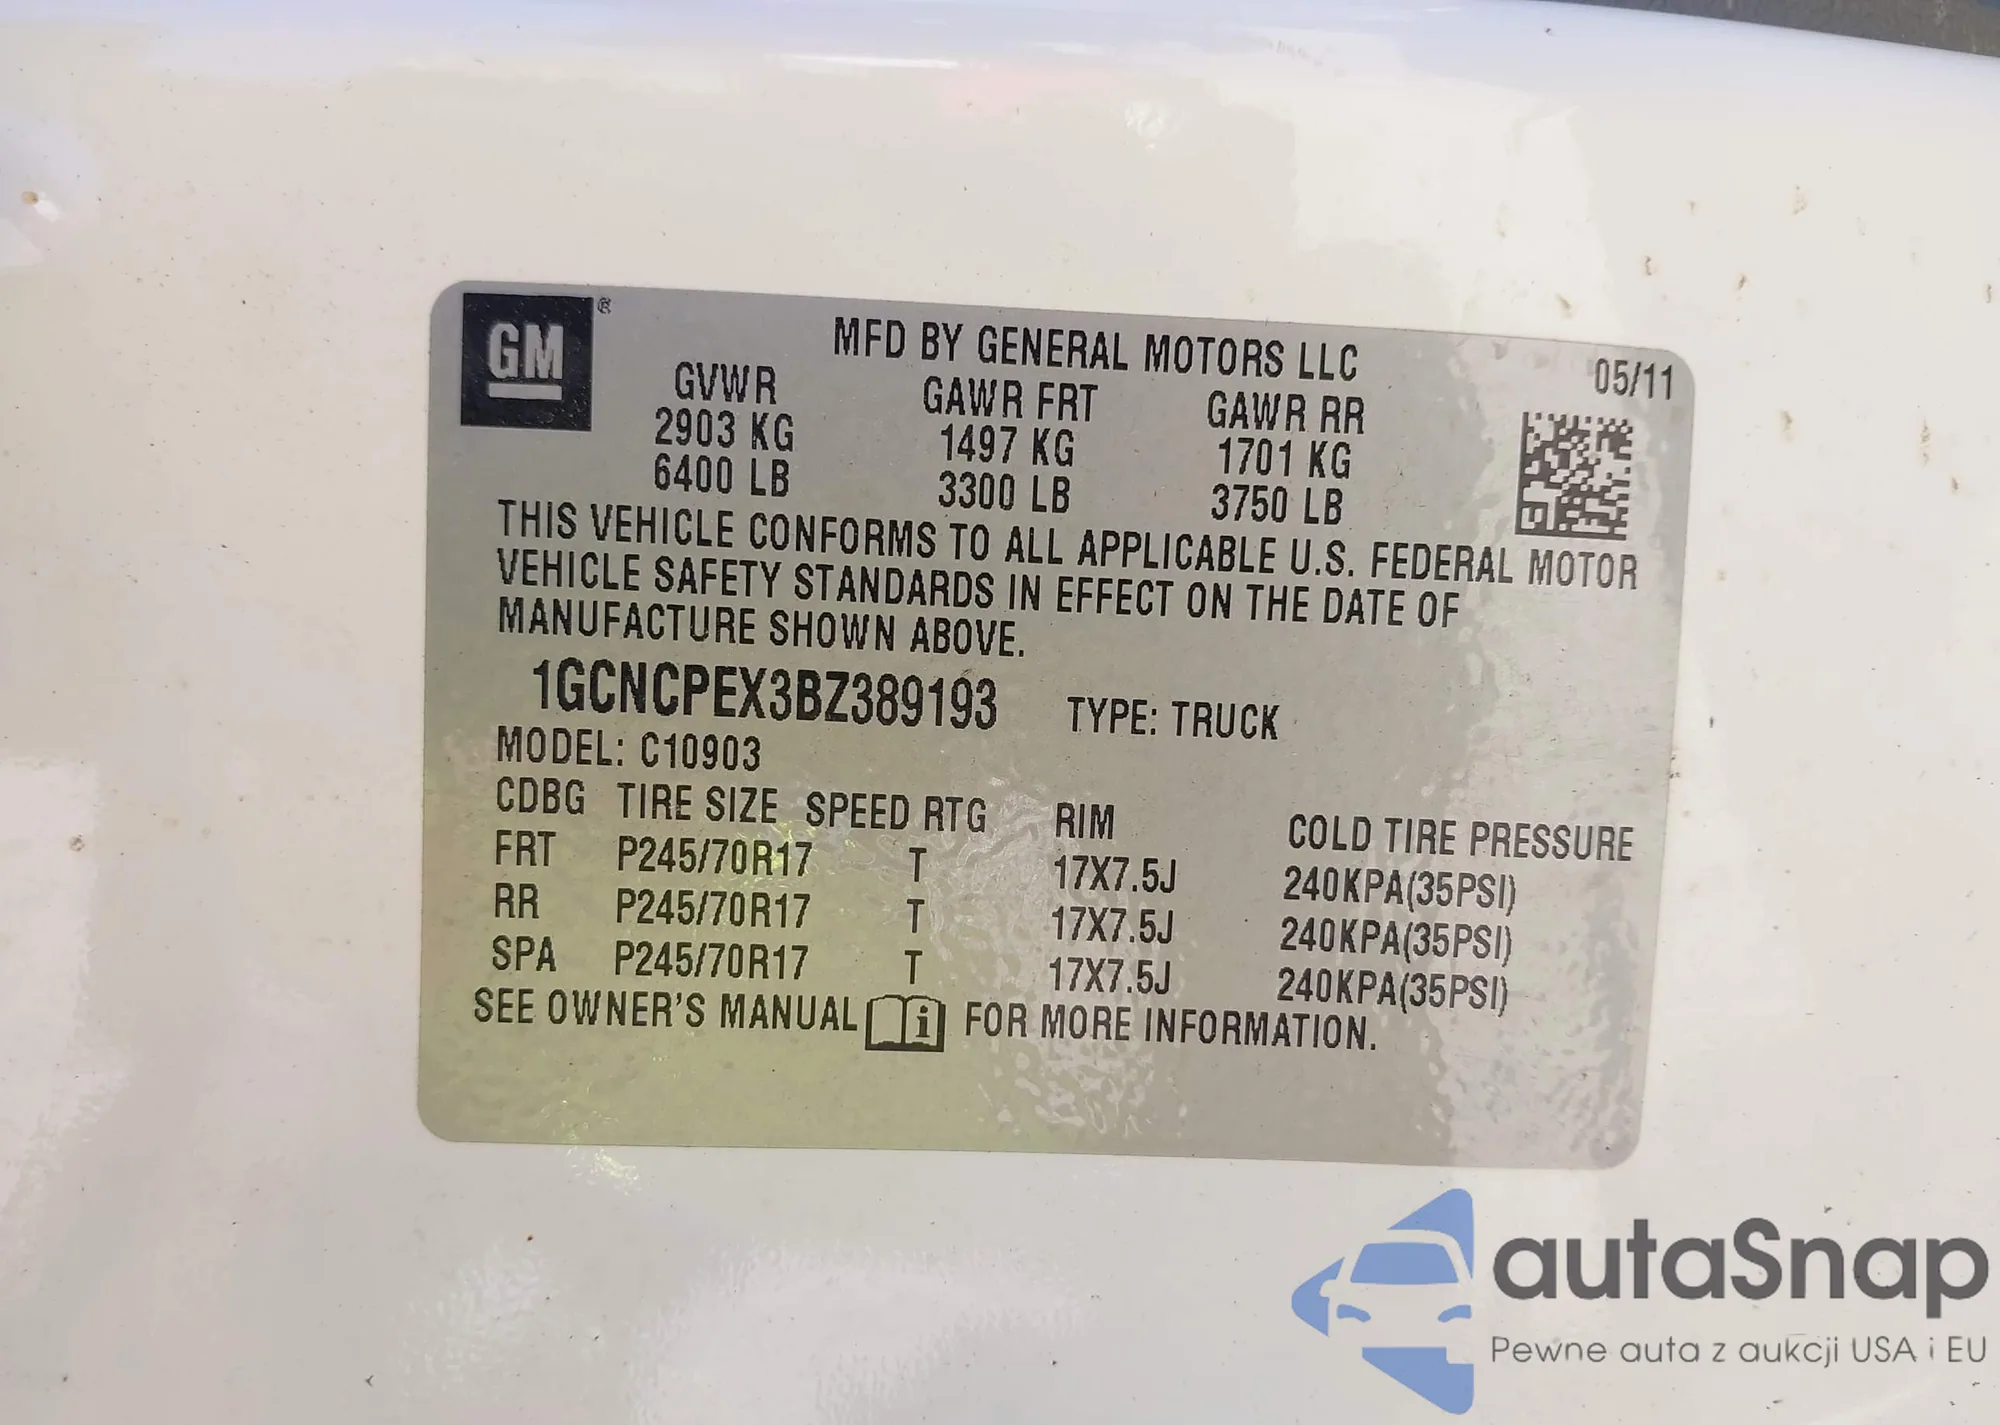 GM ®
MFD BY GENERAL MOTORS LLC 05/11
GVWR GAWR FRT GAWR RR
2903 KG 1497 KG 1701 KG
6400 LB 3300 LB 3750 LB
THIS VEHICLE CONFORMS TO ALL APPLICABLE U.S. FEDERAL MOTOR
VEHICLE SAFETY STANDARDS IN EFFECT ON THE DATE OF
MANUFACTURE SHOWN ABOVE.
1GCNCPEX3BZ389193 TYPE: TRUCK
MODEL: C10903
CDBG TIRE SIZE SPEED RTG RIM COLD TIRE PRESSURE
FRT P245/70R17 T 17X7.5J 240KPA(35PSI)
RR P245/70R17 T 17X7.5J 240KPA(35PSI)
SPA P245/70R17 T 17X7.5J 240KPA(35PSI)
SEE OWNER'S MANUAL i FOR MORE INFORMATION.
autaSnap
Pewne auta z aukcji USA i EU